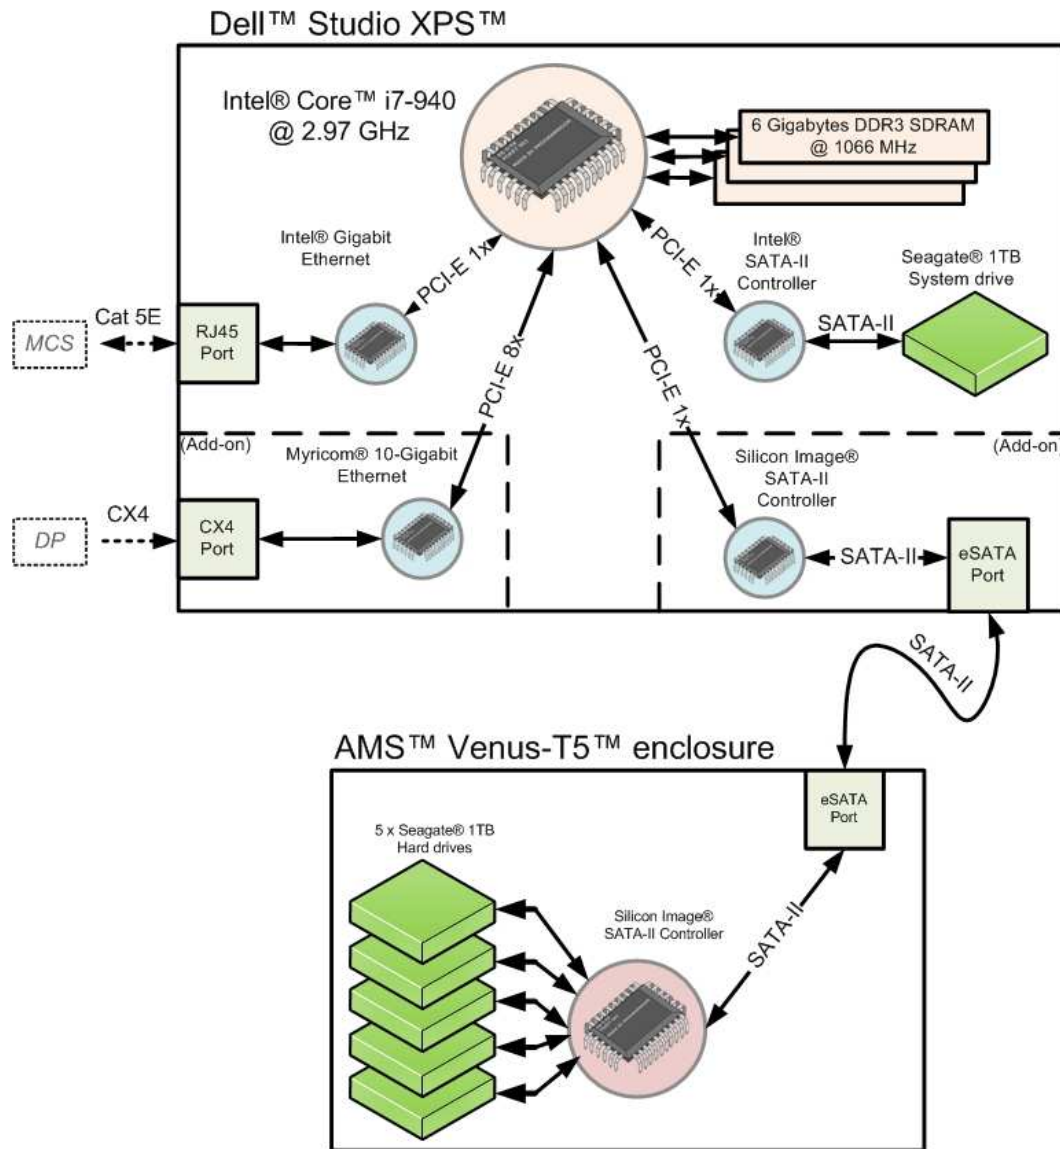 Dell™ Studio XPS™
Intel® Core™ i7-940
@ 2.97 GHz
6 Gigabytes DDR3 SDRAM
@ 1066 MHz
Intel® Gigabit
Ethernet
PCI-E 1x
PCI-E 1x
Intel®
SATA-II
Controller
Seagate® 1TB
System drive
MCS
Cat 5E
RJ45
Port
PCI-E 8x
PCI-E 1x
SATA-II
(Add-on)
Myricom® 10-Gigabit
Ethernet
Silicon Image®
SATA-II
Controller
(Add-on)
DP
CX4
CX4
Port
SATA-II
eSATA
Port
SATA-II
AMS™ Venus-T5™ enclosure
eSATA
Port
5 x Seagate® 1TB
Hard drives
Silicon Image®
SATA-II Controller
SATA-II